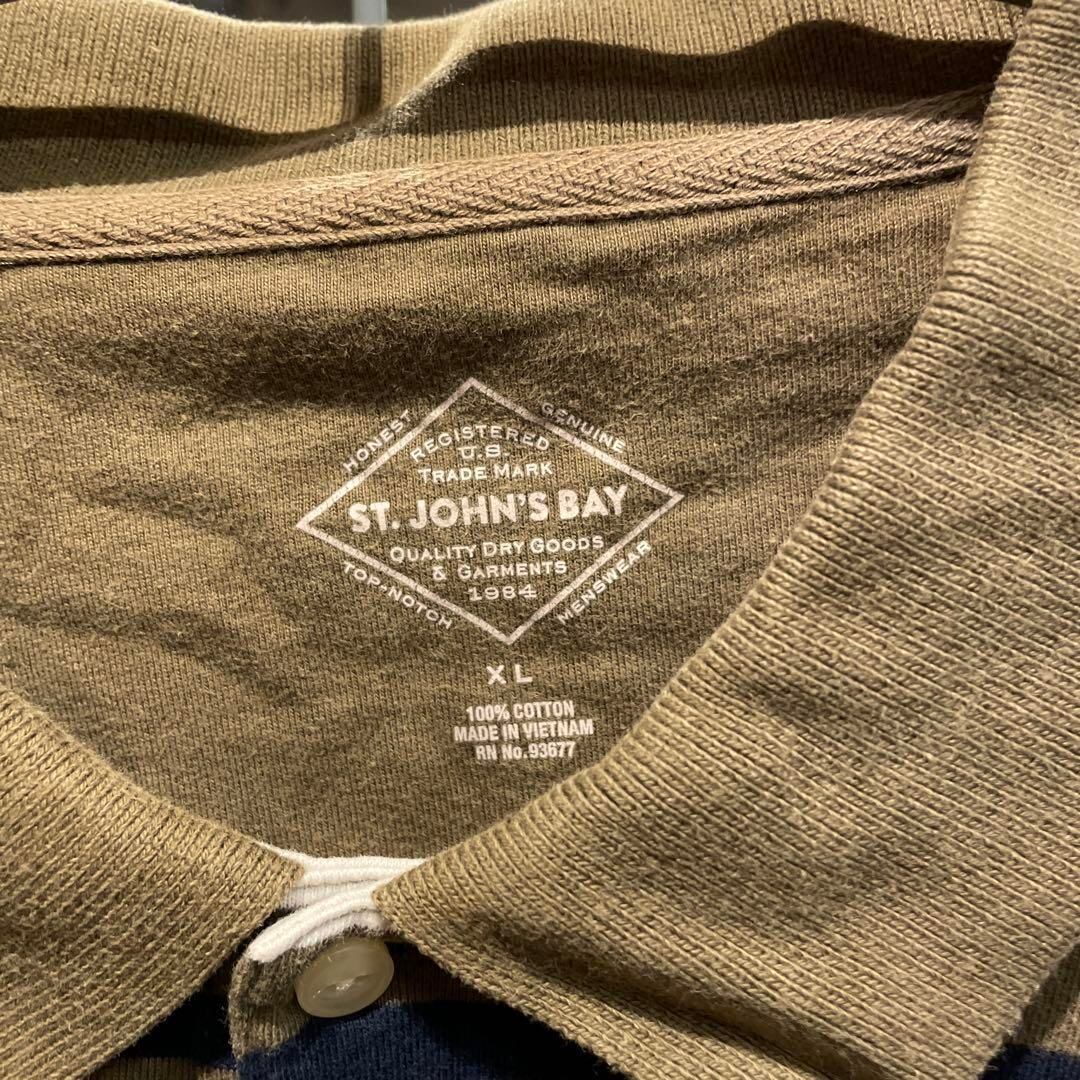 HONEST
GENUINE
REGISTERED
U.S.
TRADE MARK
ST. JOHN'S BAY
QUALITY DRY GOODS
& GARMENTS
1984
TOP-NOTCH
MENSWEAR
XL
100% COTTON
MADE IN VIETNAM
RN No.93677